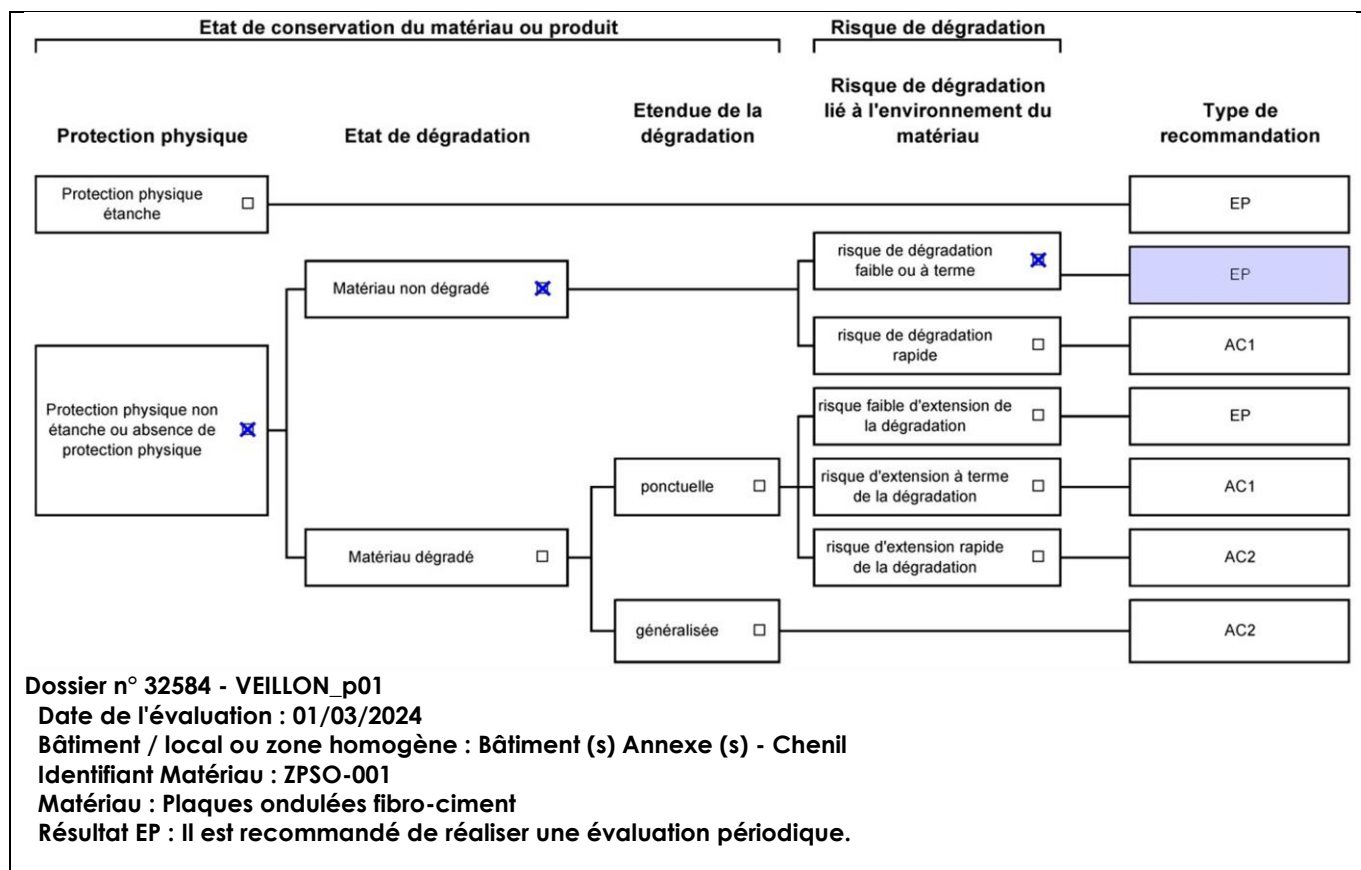 Etat de conservation du matériau ou produit
Risque de dégradation
Protection physique
Etat de dégradation
Etendue de la
dégradation
Risque de dégradation
lié à l'environnement du
matériau
Type de
recommandation
Protection physique
étanche
EP
risque de dégradation
faible ou à terme
EP
Matériau non dégradé
risque de dégradation
rapide
AC1
Protection physique non
étanche ou absence de
protection physique
risque faible d'extension de
la dégradation
EP
ponctuelle
risque d'extension à terme
de la dégradation
AC1
Matériau dégradé
risque d'extension rapide
de la dégradation
AC2
généralisée
AC2
Dossier n° 32584 - VEILLON_p01
Date de l'évaluation : 01/03/2024
Bâtiment / local ou zone homogène : Bâtiment (s) Annexe (s) - Chenil
Identifiant Matériau : ZPSO-001
Matériau : Plaques ondulées fibro-ciment
Résultat EP : Il est recommandé de réaliser une évaluation périodique.